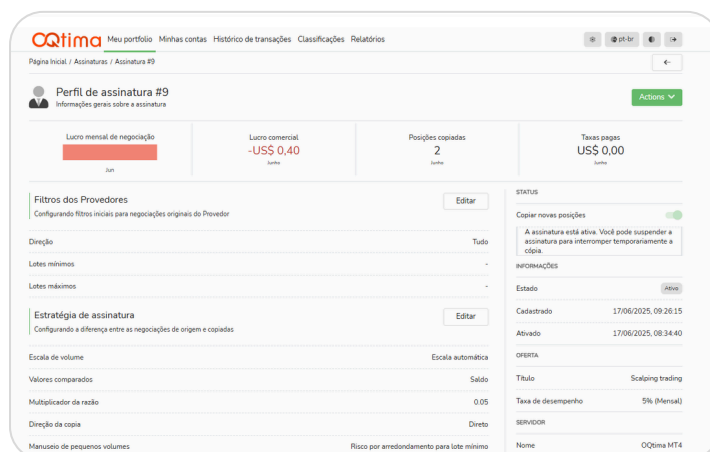 OQtima Meu portfolio Minhas contas Histórico de transações Classificações Relatórios pt-br
Página Inicial / Assinaturas / Assinatura #9
Perfil de assinatura #9
Informações gerais sobre a assinatura
Actions
Lucro mensal de negociação
Jun
Lucro comercial
-US$ 0,40
Junho
Posições copiadas
2
Junho
Taxas pagas
US$ 0,00
Junho
Filtros dos Provedores
Configurando filtros iniciais para negociações originais do Provedor
Editar
Direção Tudo
Lotes mínimos -
Lotes máximos -
Estratégia de assinatura
Configurando a diferença entre as negociações de origem e copiadas
Editar
Escala de volume Escala automática
Valores comparados Saldo
Multiplicador da razão 0.05
Direção da copia Direto
Manuseio de pequenos volumes Risco por arredondamento para lote mínimo
STATUS
Copiar novas posições
A assinatura está ativa. Você pode suspender a
assinatura para interromper temporariamente a
cópia.
INFORMAÇÕES
Estado Ativo
Cadastrado 17/06/2025, 09:26:15
Ativado 17/06/2025, 08:34:40
OFERTA
Título Scalping trading
Taxa de desempenho 5% (Mensal)
SERVIDOR
Nome OQtima MT4